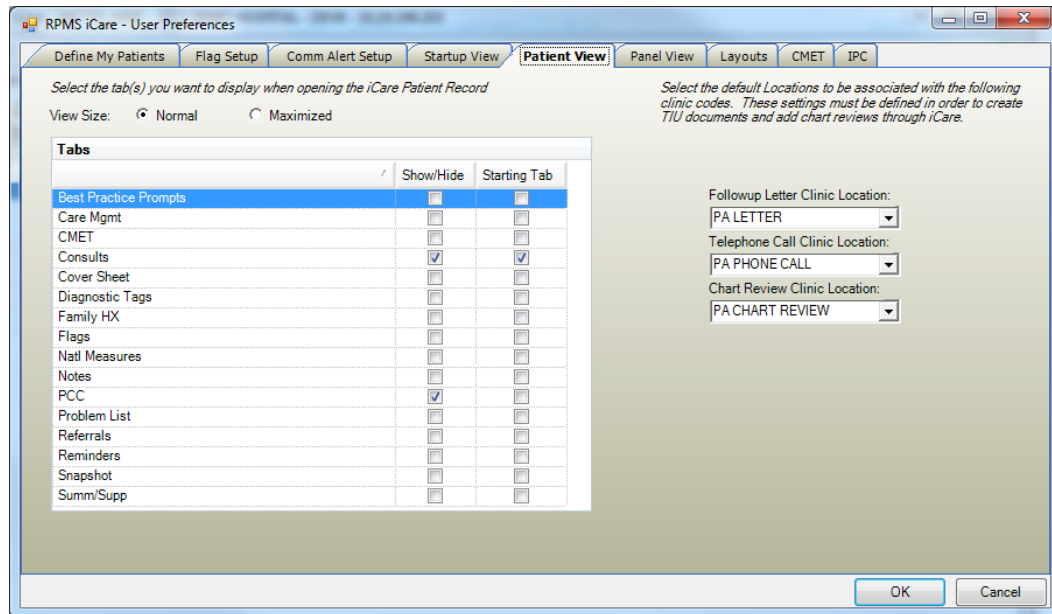 RPMS iCare - User Preferences
Define My Patients Flag Setup Comm Alert Setup Startup View Patient View Panel View Layouts CMET IPC
Select the tab(s) you want to display when opening the iCare Patient Record
View Size: Normal Maximized
Tabs
Show/Hide Starting Tab
Best Practice Prompts
Care Mgmt
CMET
Consults
Cover Sheet
Diagnostic Tags
Family HX
Flags
Natl Measures
Notes
PCC
Problem List
Referrals
Reminders
Snapshot
Summ/Supp
Select the default Locations to be associated with the following
clinic codes. These settings must be defined in order to create
TIU documents and add chart reviews through iCare.
Followup Letter Clinic Location:
PA LETTER
Telephone Call Clinic Location:
PA PHONE CALL
Chart Review Clinic Location:
PA CHART REVIEW
OK Cancel